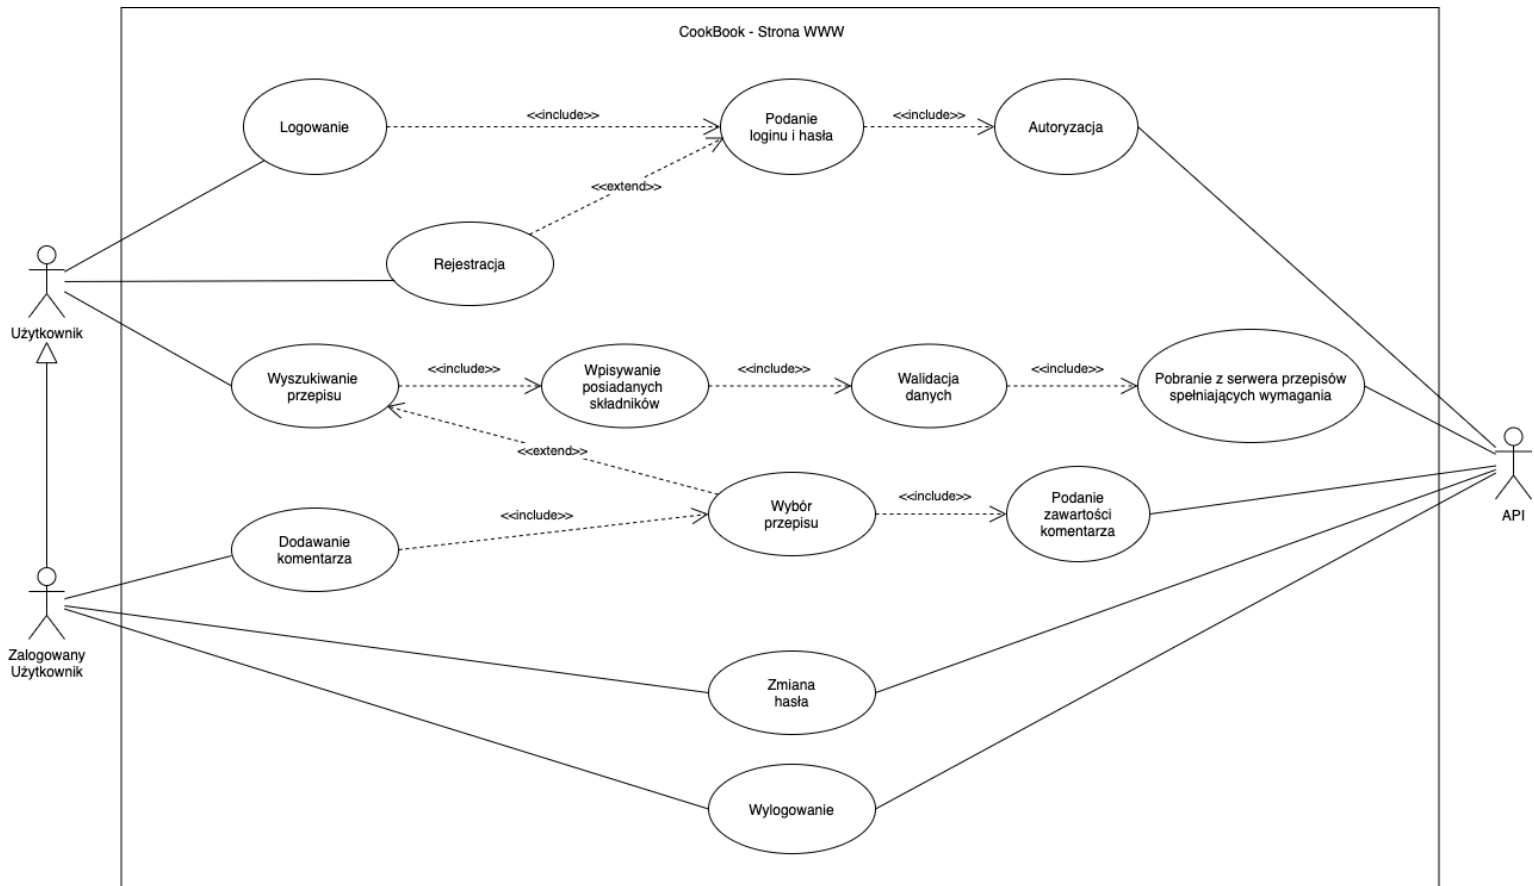 CookBook - Strona WWW
Logowanie
<<include>>
Podanie
loginu i hasła
<<include>>
Autoryzacja
<<extend>>
Rejestracja
Użytkownik
Wyszukiwanie
przepisu
<<include>>
Wpisywanie
posiadanych
składników
<<include>>
Walidacja
danych
<<include>>
Pobranie z serwera przepisów
spełniających wymagania
<<extend>>
Dodawanie
komentarza
<<include>>
Wybór
przepisu
<<include>>
Podanie
zawartości
komentarza
API
Zalogowany
Użytkownik
Zmiana
hasła
Wylogowanie